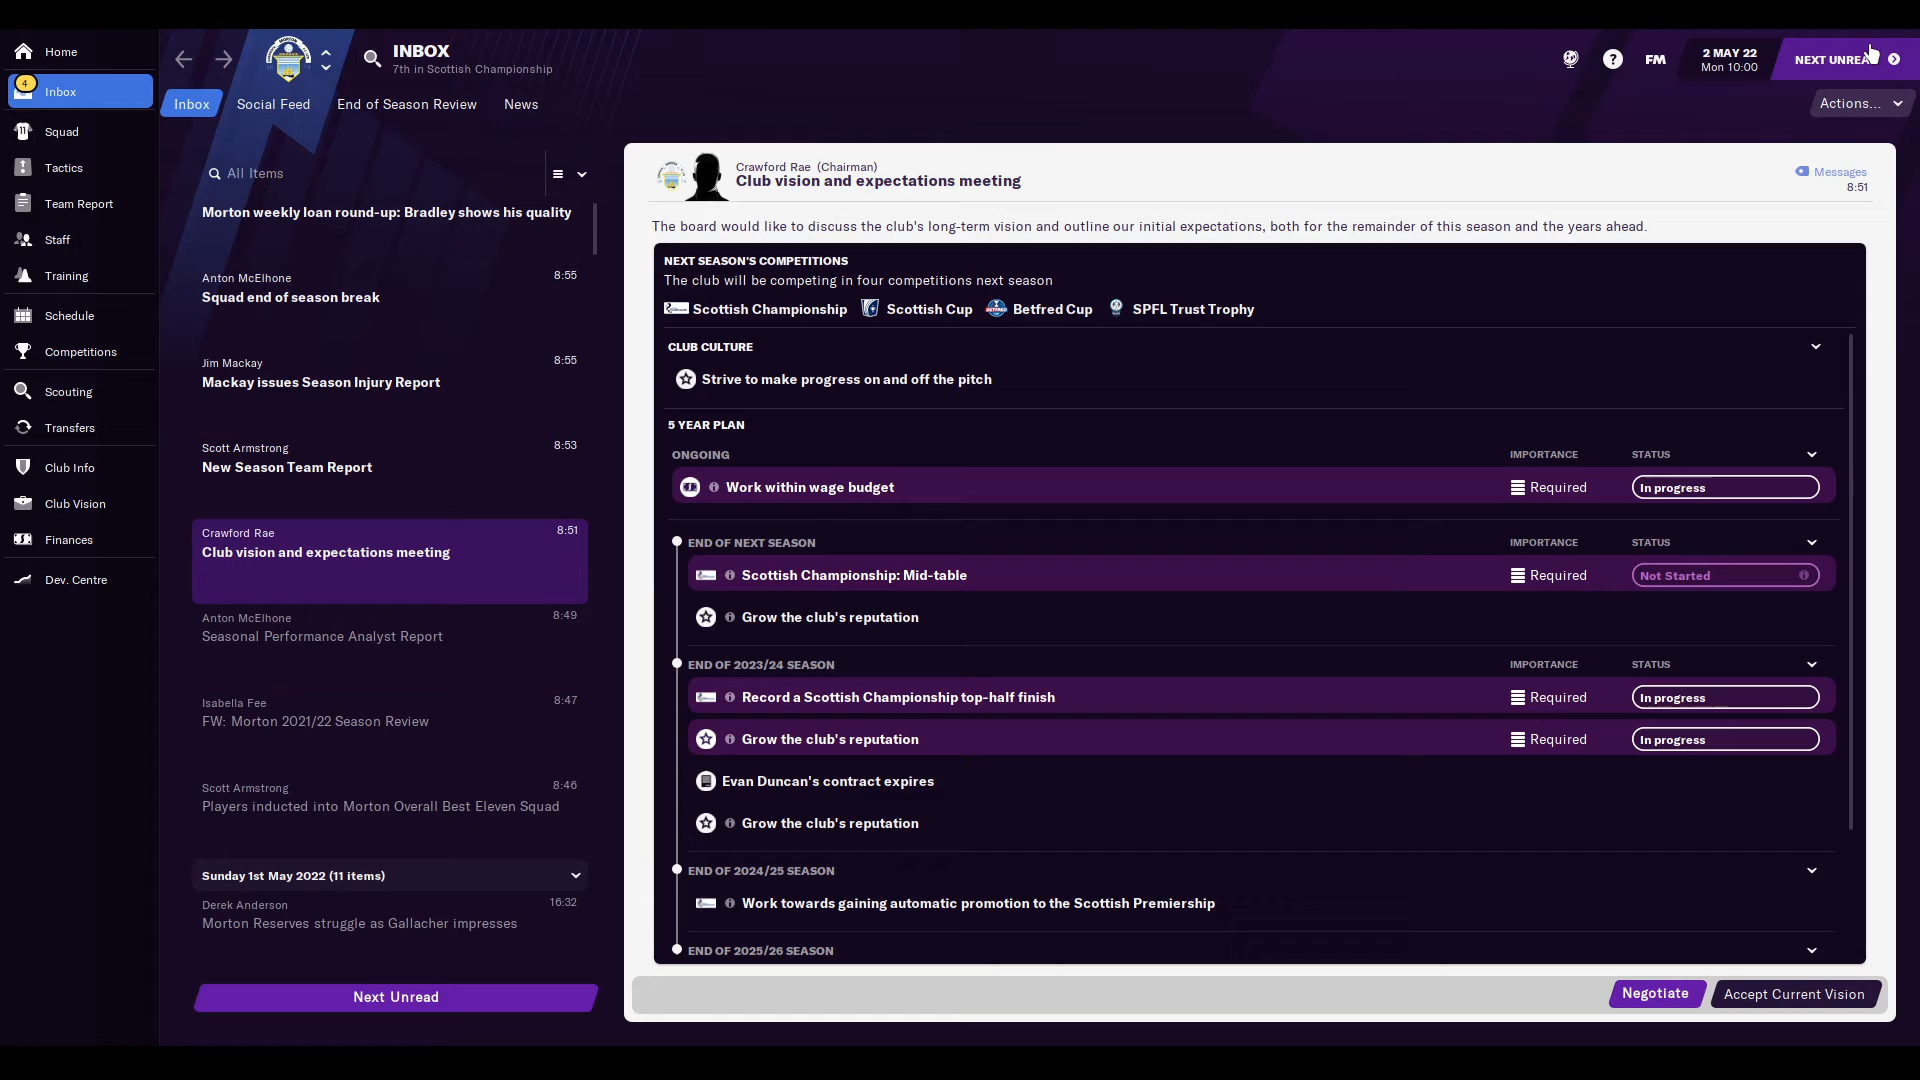 Home
4
Inbox
Squad
Tactics
Team Report
Staff
Training
Schedule
Competitions
Scouting
Transfers
Club Info
Club Vision
Finances
Dev. Centre
INBOX
7th in Scottish Championship
FM
2 MAY 22
Mon 10:00
NEXT
Inbox
Social Feed
End of Season Review
News
Actions...
All Items
Morton weekly loan round-up: Bradley shows his quality
Anton McElhone
8:55
Squad end of season break
Jim Mackay
8:55
Mackay issues Season Injury Report
Scott Armstrong
8:53
New Season Team Report
Crawford Rae
8:51
Club vision and expectations meeting
Anton McElhone
8:49
Seasonal Performance Analyst Report
Isabella Fee
8:47
FW: Morton 2021/22 Season Review
Scott Armstrong
8:46
Players inducted into Morton Overall Best Eleven Squad
Sunday 1st May 2022 (11 items)
Derek Anderson
16:32
Morton Reserves struggle as Gallacher impresses
Next Unread
Crawford Rae (Chairman)
Club vision and expectations meeting
Messages
8:51
The board would like to discuss the club's long-term vision and outline our initial expectations, both for the remainder of this season and the years ahead.
NEXT SEASON'S COMPETITIONS
The club will be competing in four competitions next season
Scottish Championship
Scottish Cup
Betfred Cup
SPFL Trust Trophy
CLUB CULTURE
Strive to make progress on and off the pitch
5 YEAR PLAN
ONGOING
IMPORTANCE
STATUS
Work within wage budget
Required
In progress
END OF NEXT SEASON
IMPORTANCE
STATUS
Scottish Championship: Mid-table
Required
Not Started
Grow the club's reputation
END OF 2023/24 SEASON
IMPORTANCE
STATUS
Record a Scottish Championship top-half finish
Required
In progress
Grow the club's reputation
Required
In progress
Evan Duncan's contract expires
Grow the club's reputation
END OF 2024/25 SEASON
Work towards gaining automatic promotion to the Scottish Premiership
END OF 2025/26 SEASON
Negotiate
Accept Current Vision